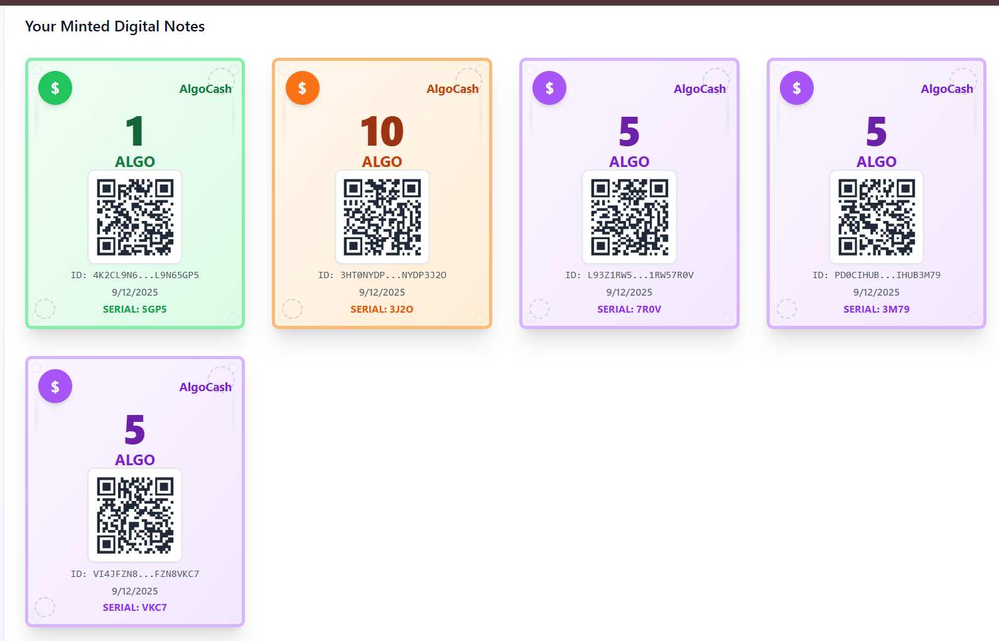 Your Minted Digital Notes
$
AlgoCash
1
ALGO
ID: 4K2CL9N6...L9N65GP5
9/12/2025
SERIAL: 5GP5
$
AlgoCash
10
ALGO
ID: 3HT0NYDP...NYDP3J2O
9/12/2025
SERIAL: 3J2O
$
AlgoCash
5
ALGO
ID: L93Z1RW5...1RW57R0V
9/12/2025
SERIAL: 7R0V
$
AlgoCash
5
ALGO
ID: PD0CIHUB...IHUB3M79
9/12/2025
SERIAL: 3M79
$
AlgoCash
5
ALGO
ID: VI4JFZN8...FZN8VKC7
9/12/2025
SERIAL: VKC7